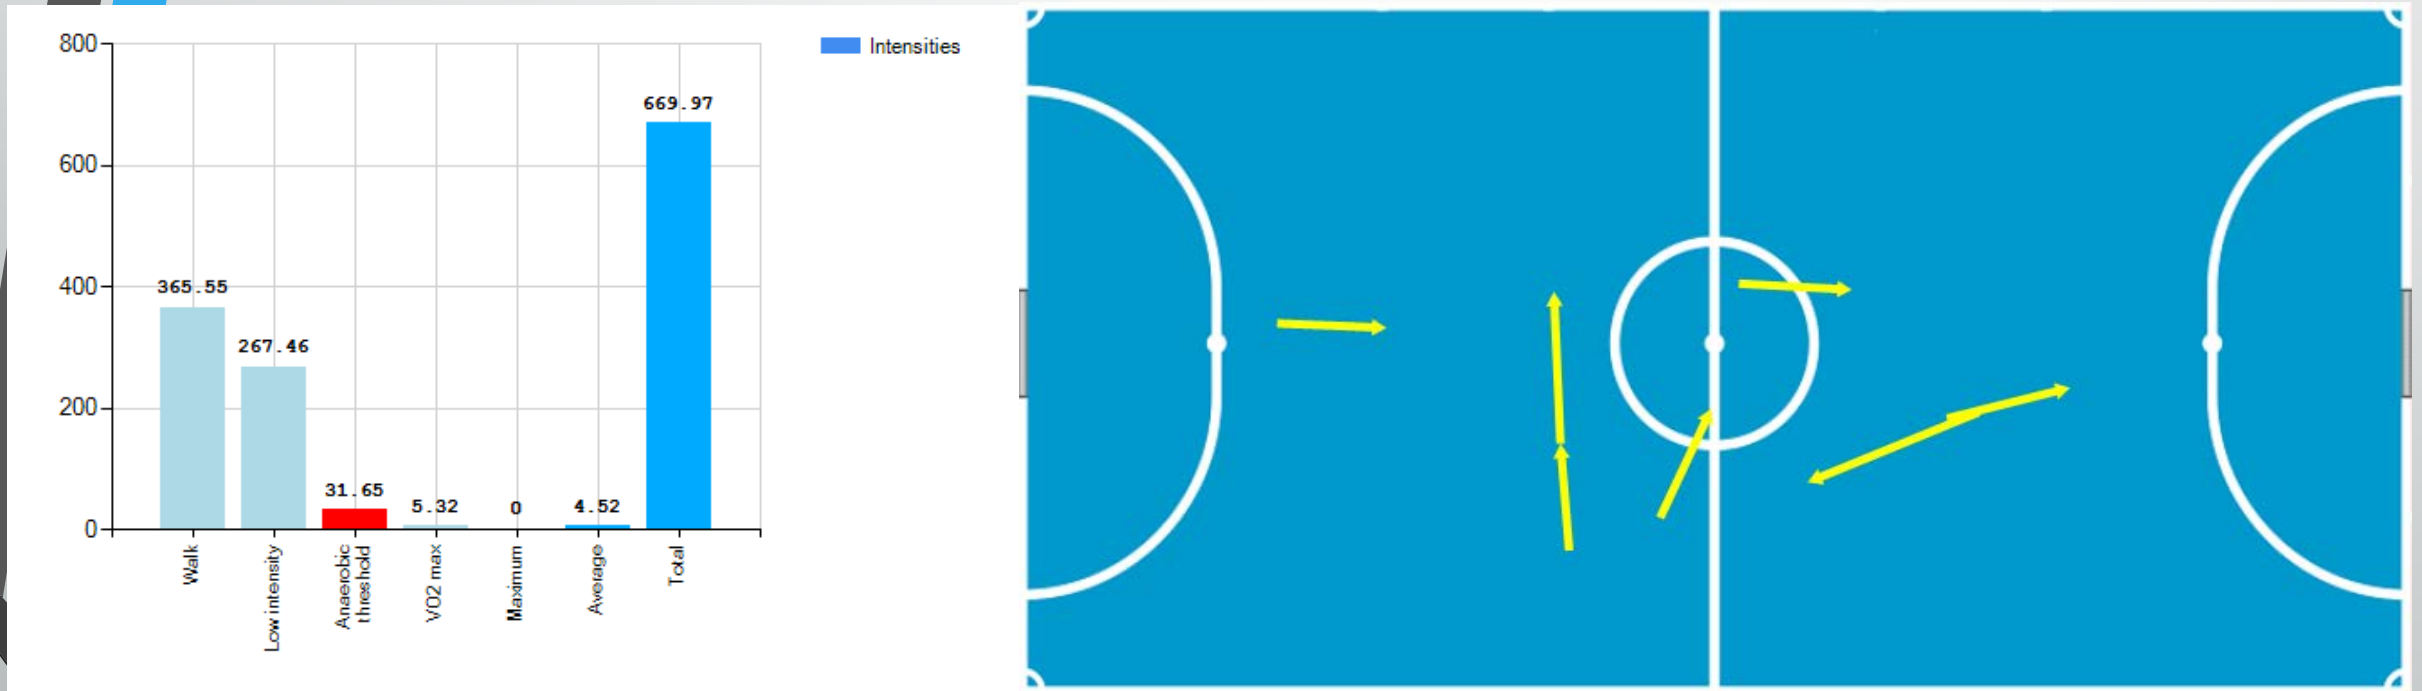 800
600
400
200
0
365.55
267.46
31.65
5.32
0
4.52
669.97
Walk
Low intensity
Anaerobic
threshold
VO2 max
Maximum
Average
Total
Intensities